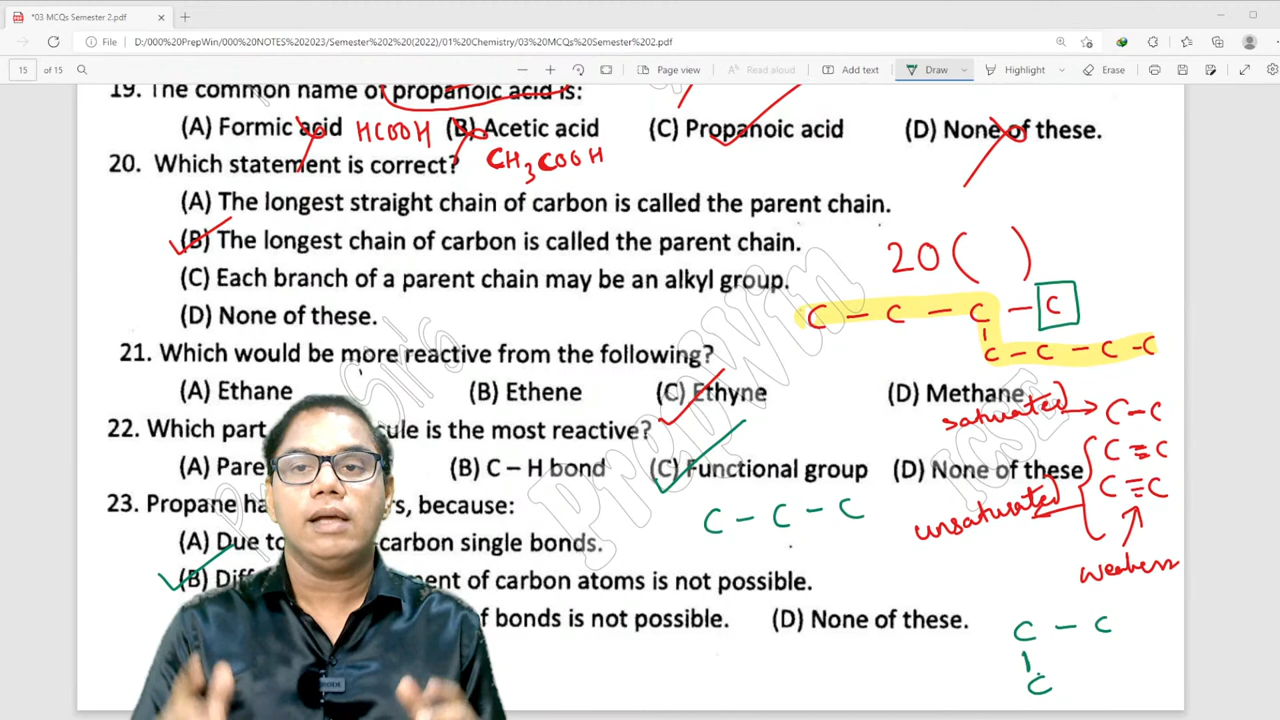 *03 MCQs Semester 2.pdf
File D:/000%20PrepWin/000%20NOTES%202023/Semester%202%20(2022)/01%20Chemistry/03%20MCQs%20Semester%202.pdf
15 of 15 Page view Read aloud Add text Draw Highlight Erase
19. The common name of propanoic acid is:
(A) Formic acid HCOOH (B) Acetic acid (C) Propanoic acid (D) None of these.
CH3COOH
20. Which statement is correct?
(A) The longest straight chain of carbon is called the parent chain.
(B) The longest chain of carbon is called the parent chain.
20 ( )
(C) Each branch of a parent chain may be an alkyl group.
C – C – C – C
(D) None of these.
C – C – C – C
21. Which would be more reactive from the following?
(A) Ethane (B) Ethene (C) Ethyne (D) Methane
saturated → C – C
22. Which part cule is the most reactive?
C = C
(A) Pare (B) C – H bond (C) Functional group (D) None of these
C ≡ C
unsaturated
23. Propane ha s, because:
C – C – C
(A) Due to carbon single bonds.
weakness
(B) Diff ment of carbon atoms is not possible.
f bonds is not possible. (D) None of these.
C – C
C
Sir's PrepWin ICSE